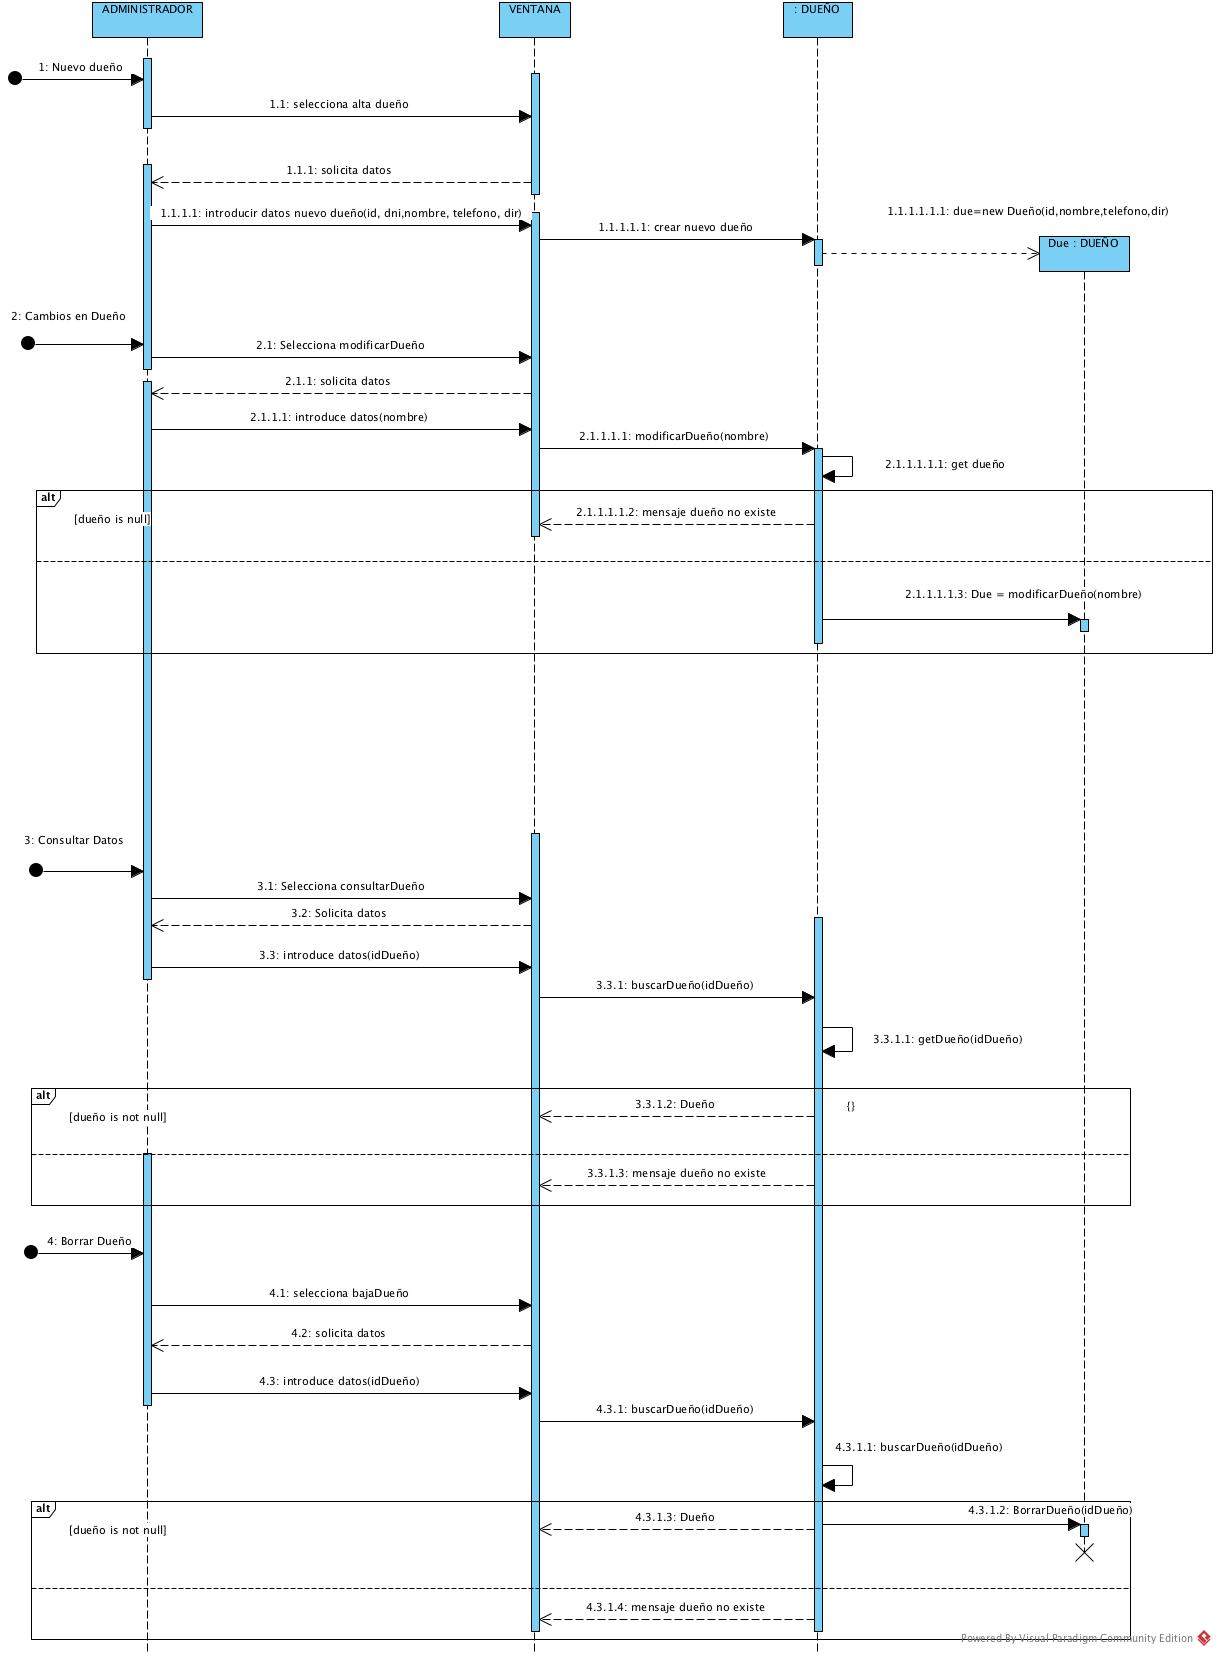 ADMINISTRADOR
VENTANA
: DUEÑO
1: Nuevo dueño
1.1: selecciona alta dueño
1.1.1: solicita datos
1.1.1.1: introducir datos nuevo dueño(id, dni,nombre, telefono, dir)
1.1.1.1.1: crear nuevo dueño
1.1.1.1.1.1: due=new Dueño(id,nombre,telefono,dir)
Due : DUEÑO
2: Cambios en Dueño
2.1: Selecciona modificarDueño
2.1.1: solicita datos
2.1.1.1: introduce datos(nombre)
2.1.1.1.1: modificarDueño(nombre)
2.1.1.1.1.1: get dueño
alt
[dueño is null]
2.1.1.1.1.2: mensaje dueño no existe
2.1.1.1.1.3: Due = modificarDueño(nombre)
3: Consultar Datos
3.1: Selecciona consultarDueño
3.2: Solicita datos
3.3: introduce datos(idDueño)
3.3.1: buscarDueño(idDueño)
3.3.1.1: getDueño(idDueño)
alt
[dueño is not null]
3.3.1.2: Dueño
{}
3.3.1.3: mensaje dueño no existe
4: Borrar Dueño
4.1: selecciona bajaDueño
4.2: solicita datos
4.3: introduce datos(idDueño)
4.3.1: buscarDueño(idDueño)
4.3.1.1: buscarDueño(idDueño)
alt
[dueño is not null]
4.3.1.3: Dueño
4.3.1.2: BorrarDueño(idDueño)
4.3.1.4: mensaje dueño no existe
Powered By Visual Paradigm Community Edition